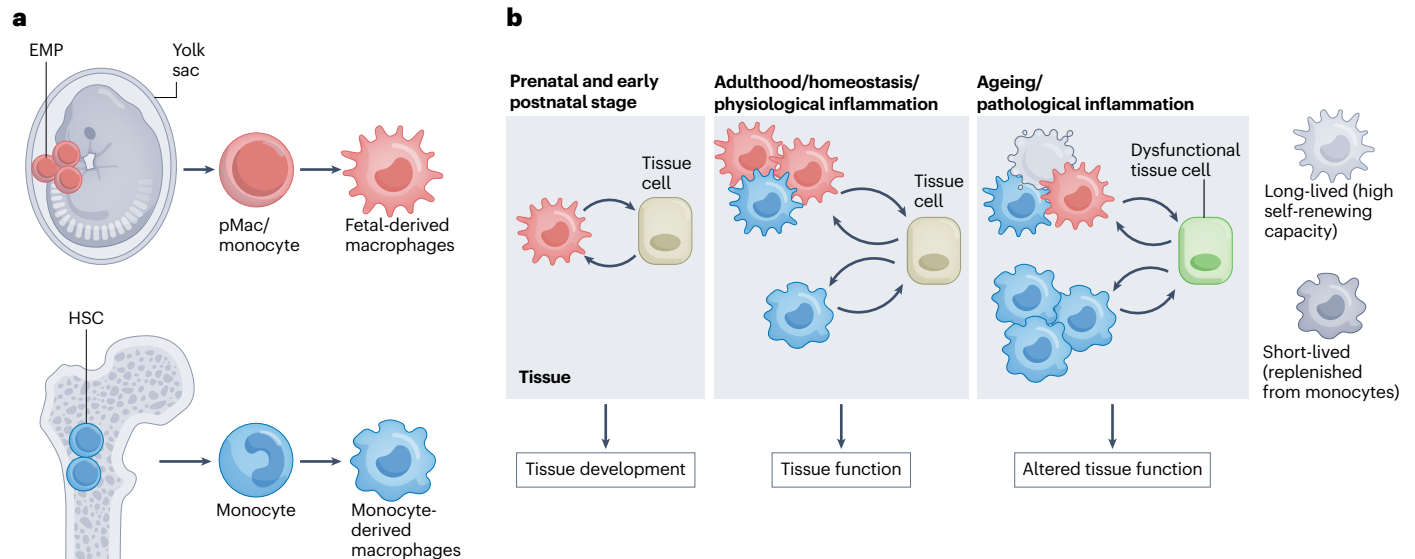 a
EMP
Yolk
sac
pMac/
monocyte
Fetal-derived
macrophages
HSC
Monocyte
Monocyte-
derived
macrophages
b
Prenatal and early
postnatal stage
Tissue
cell
Tissue
Tissue development
Adulthood/homeostasis/
physiological inflammation
Tissue
cell
Tissue function
Ageing/
pathological inflammation
Dysfunctional
tissue cell
Altered tissue function
Long-lived (high
self-renewing
capacity)
Short-lived
(replenished
from monocytes)